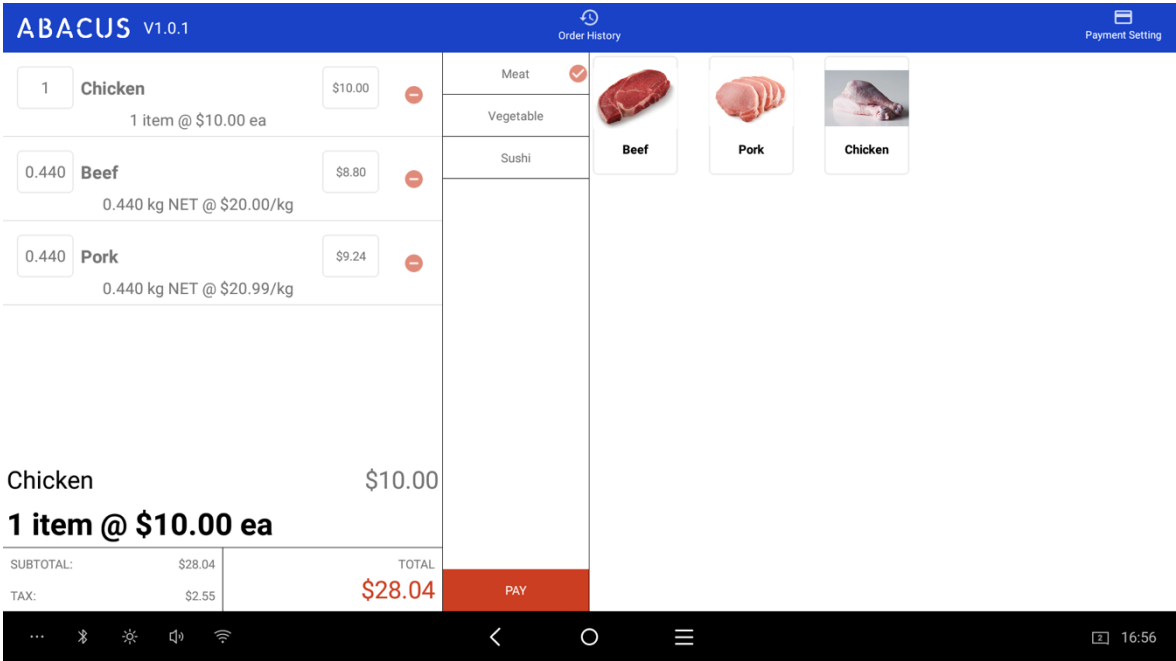 ABACUS V1.0.1
Order History
Payment Setting
1 Chicken $10.00
1 item @ $10.00 ea
0.440 Beef $8.80
0.440 kg NET @ $20.00/kg
0.440 Pork $9.24
0.440 kg NET @ $20.99/kg
Chicken $10.00
1 item @ $10.00 ea
SUBTOTAL: $28.04
TAX: $2.55
TOTAL
$28.04
Meat
Vegetable
Sushi
PAY
Beef
Pork
Chicken
2 16:56